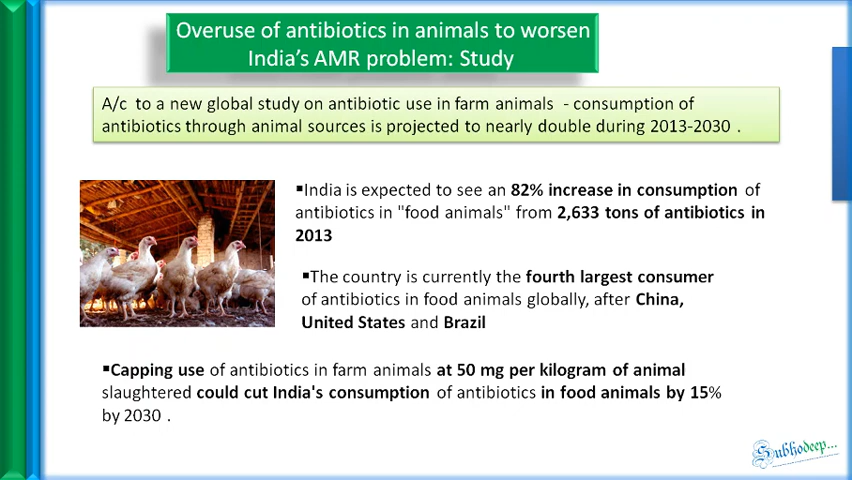 Overuse of antibiotics in animals to worsen
India's AMR problem: Study
A/c to a new global study on antibiotic use in farm animals - consumption of
antibiotics through animal sources is projected to nearly double during 2013-2030 .
▪India is expected to see an 82% increase in consumption of
antibiotics in "food animals" from 2,633 tons of antibiotics in
2013
▪The country is currently the fourth largest consumer
of antibiotics in food animals globally, after China,
United States and Brazil
▪Capping use of antibiotics in farm animals at 50 mg per kilogram of animal
slaughtered could cut India's consumption of antibiotics in food animals by 15%
by 2030 .
Subhodeep...